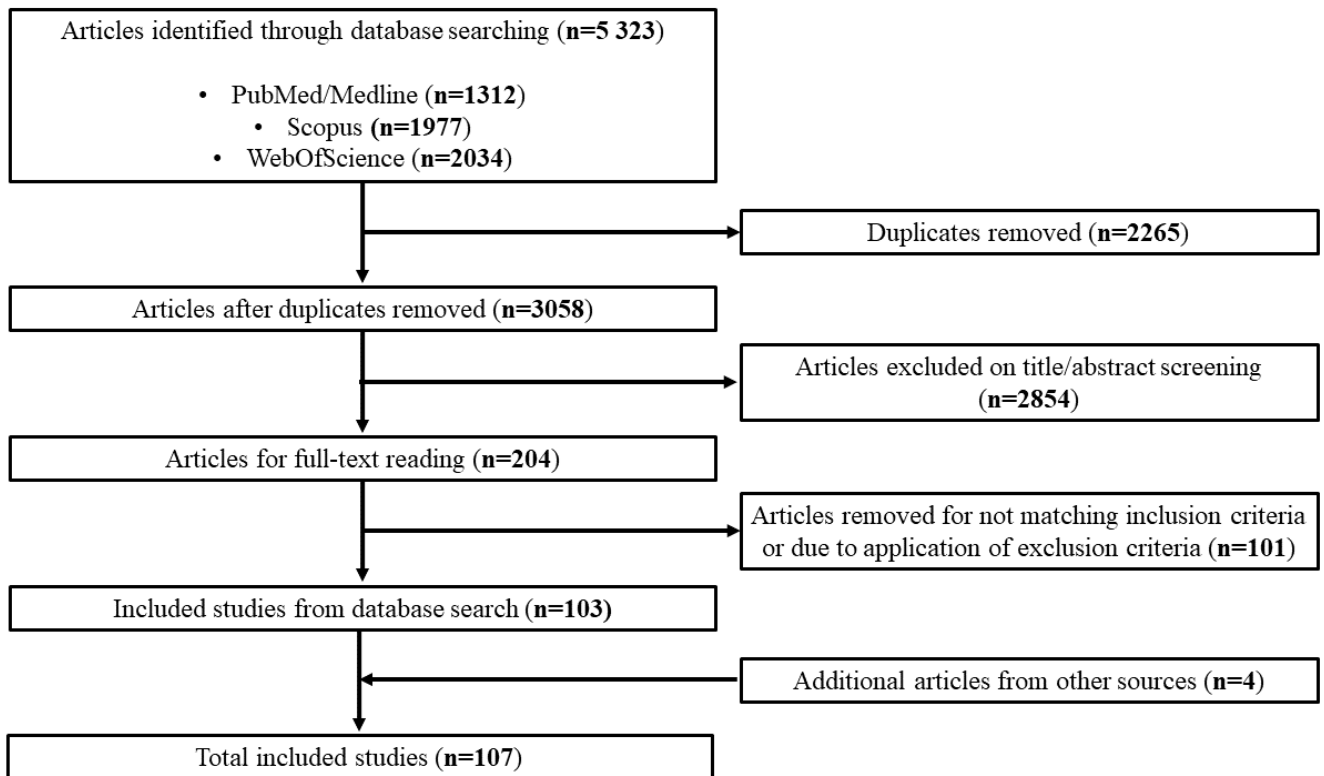 Articles identified through database searching (n=5 323)
• PubMed/Medline (n=1312)
• Scopus (n=1977)
• WebOfScience (n=2034)
Duplicates removed (n=2265)
Articles after duplicates removed (n=3058)
Articles excluded on title/abstract screening
(n=2854)
Articles for full-text reading (n=204)
Articles removed for not matching inclusion criteria
or due to application of exclusion criteria (n=101)
Included studies from database search (n=103)
Additional articles from other sources (n=4)
Total included studies (n=107)